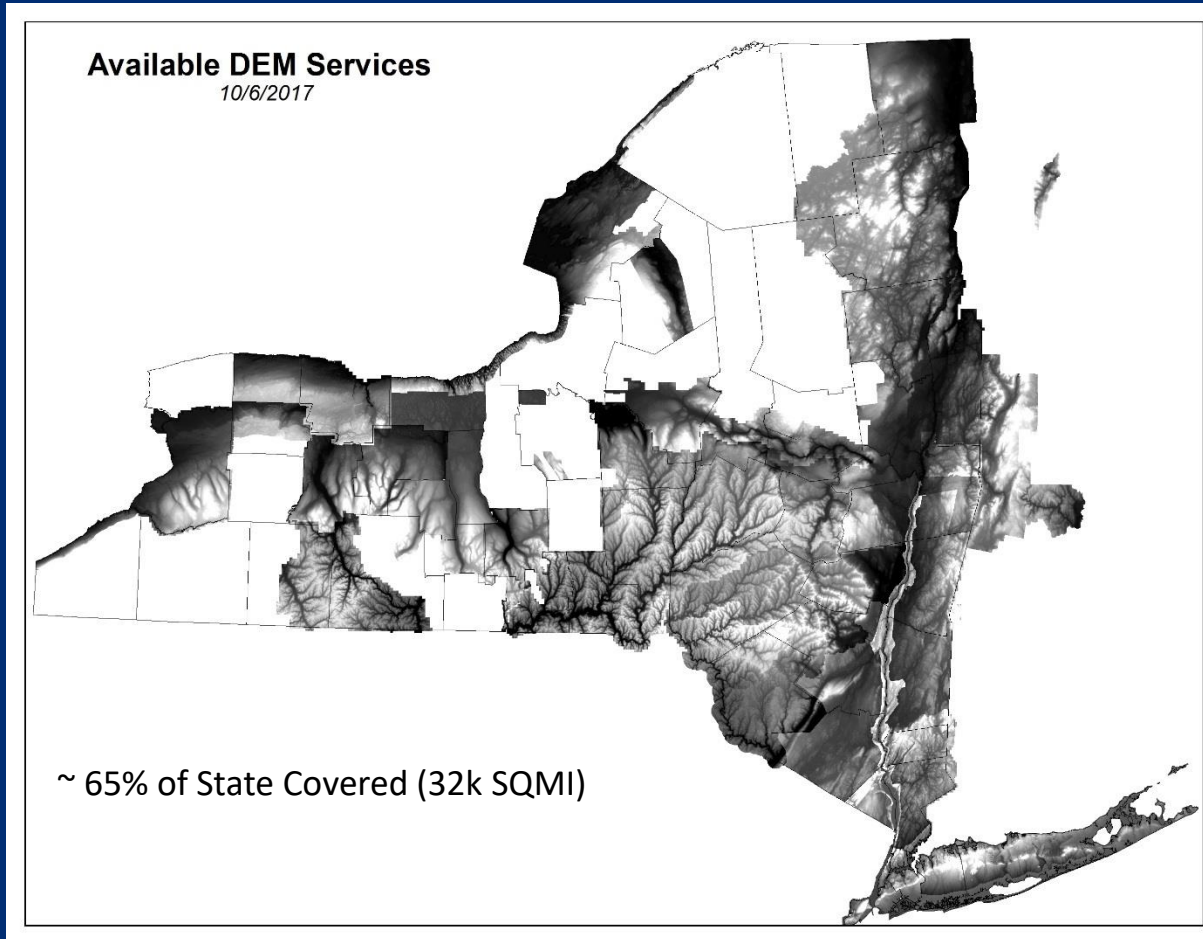 Available DEM Services
10/6/2017
~ 65% of State Covered (32k SQMI)